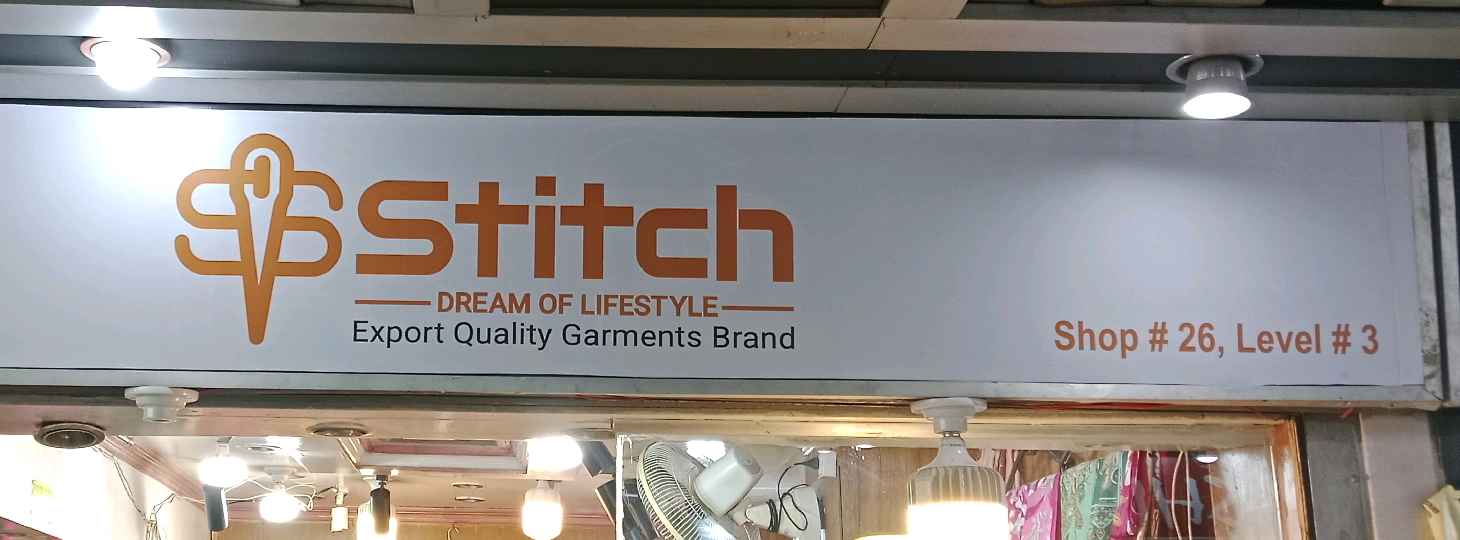 Stitch
DREAM OF LIFESTYLE
Export Quality Garments Brand
Shop # 26, Level # 3